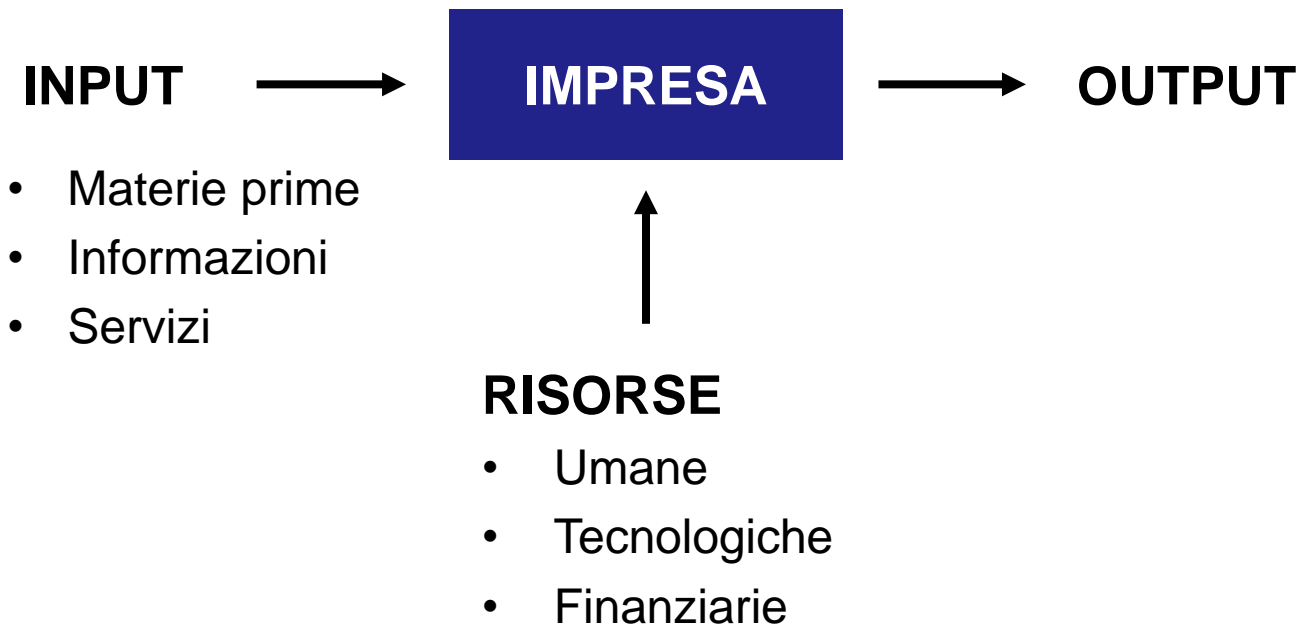 INPUT
IMPRESA
OUTPUT
• Materie prime
• Informazioni
• Servizi
RISORSE
• Umane
• Tecnologiche
• Finanziarie